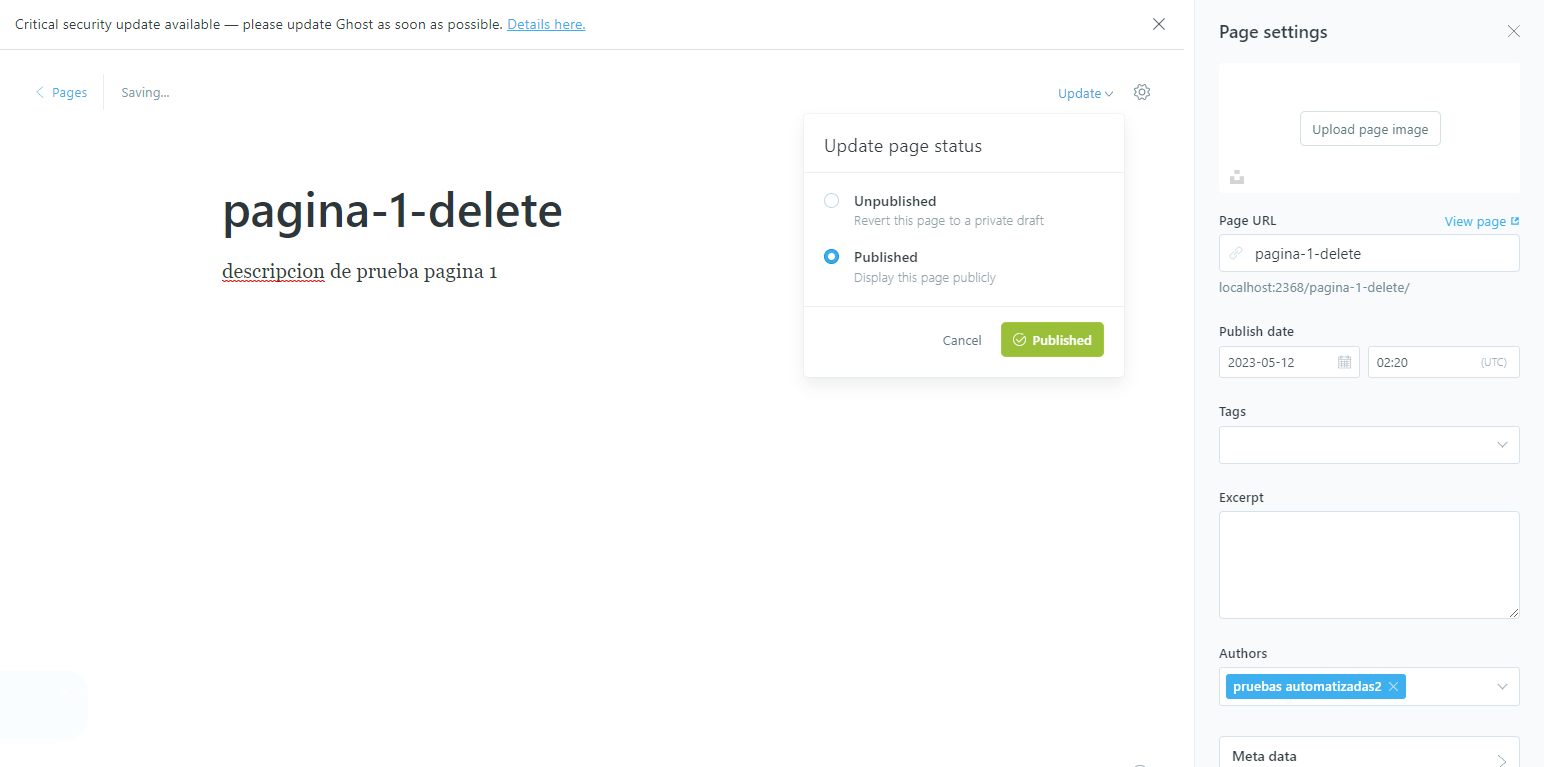 Critical security update available — please update Ghost as soon as possible. Details here.
Pages
Saving...
Update
pagina-1-delete
descripcion de prueba pagina 1
Update page status
Unpublished
Revert this page to a private draft
Published
Display this page publicly
Cancel
Published
Page settings
Upload page image
Page URL
View page
pagina-1-delete
localhost:2368/pagina-1-delete/
Publish date
2023-05-12
02:20 (UTC)
Tags
Excerpt
Authors
pruebas automatizadas2
Meta data